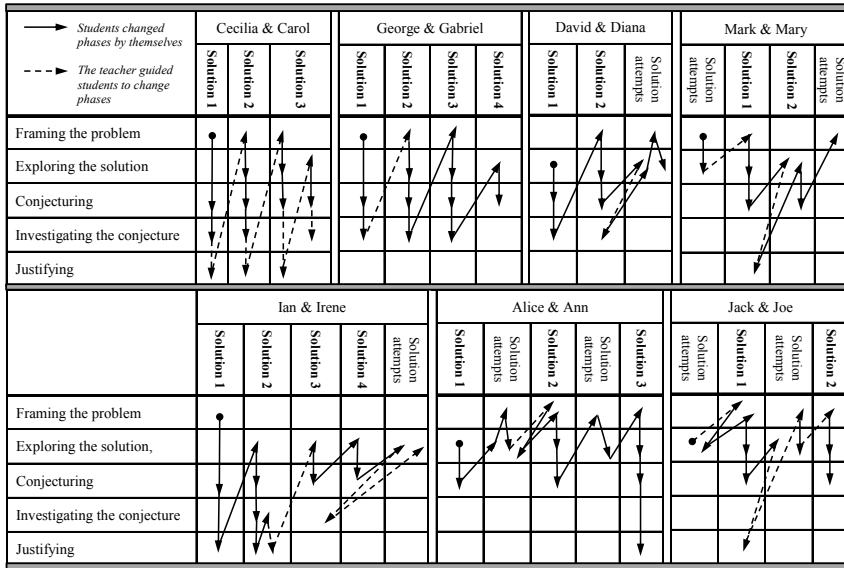 Students changed
phases by themselves
The teacher guided
students to change
phases
Cecilia & Carol
George & Gabriel
David & Diana
Mark & Mary
Solution 1
Solution 2
Solution 3
Solution 1
Solution 2
Solution 3
Solution 4
Solution 1
Solution 2
Solution
attempts
Solution
attempts
Solution 1
Solution 2
Solution
attempts
Framing the problem
Exploring the solution
Conjecturing
Investigating the conjecture
Justifying
Ian & Irene
Alice & Ann
Jack & Joe
Solution 1
Solution 2
Solution 3
Solution 4
Solution
attempts
Solution 1
Solution
attempts
Solution 2
Solution
attempts
Solution 3
Solution
attempts
Solution 1
Solution
attempts
Solution 2
Framing the problem
Exploring the solution,
Conjecturing
Investigating the conjecture
Justifying